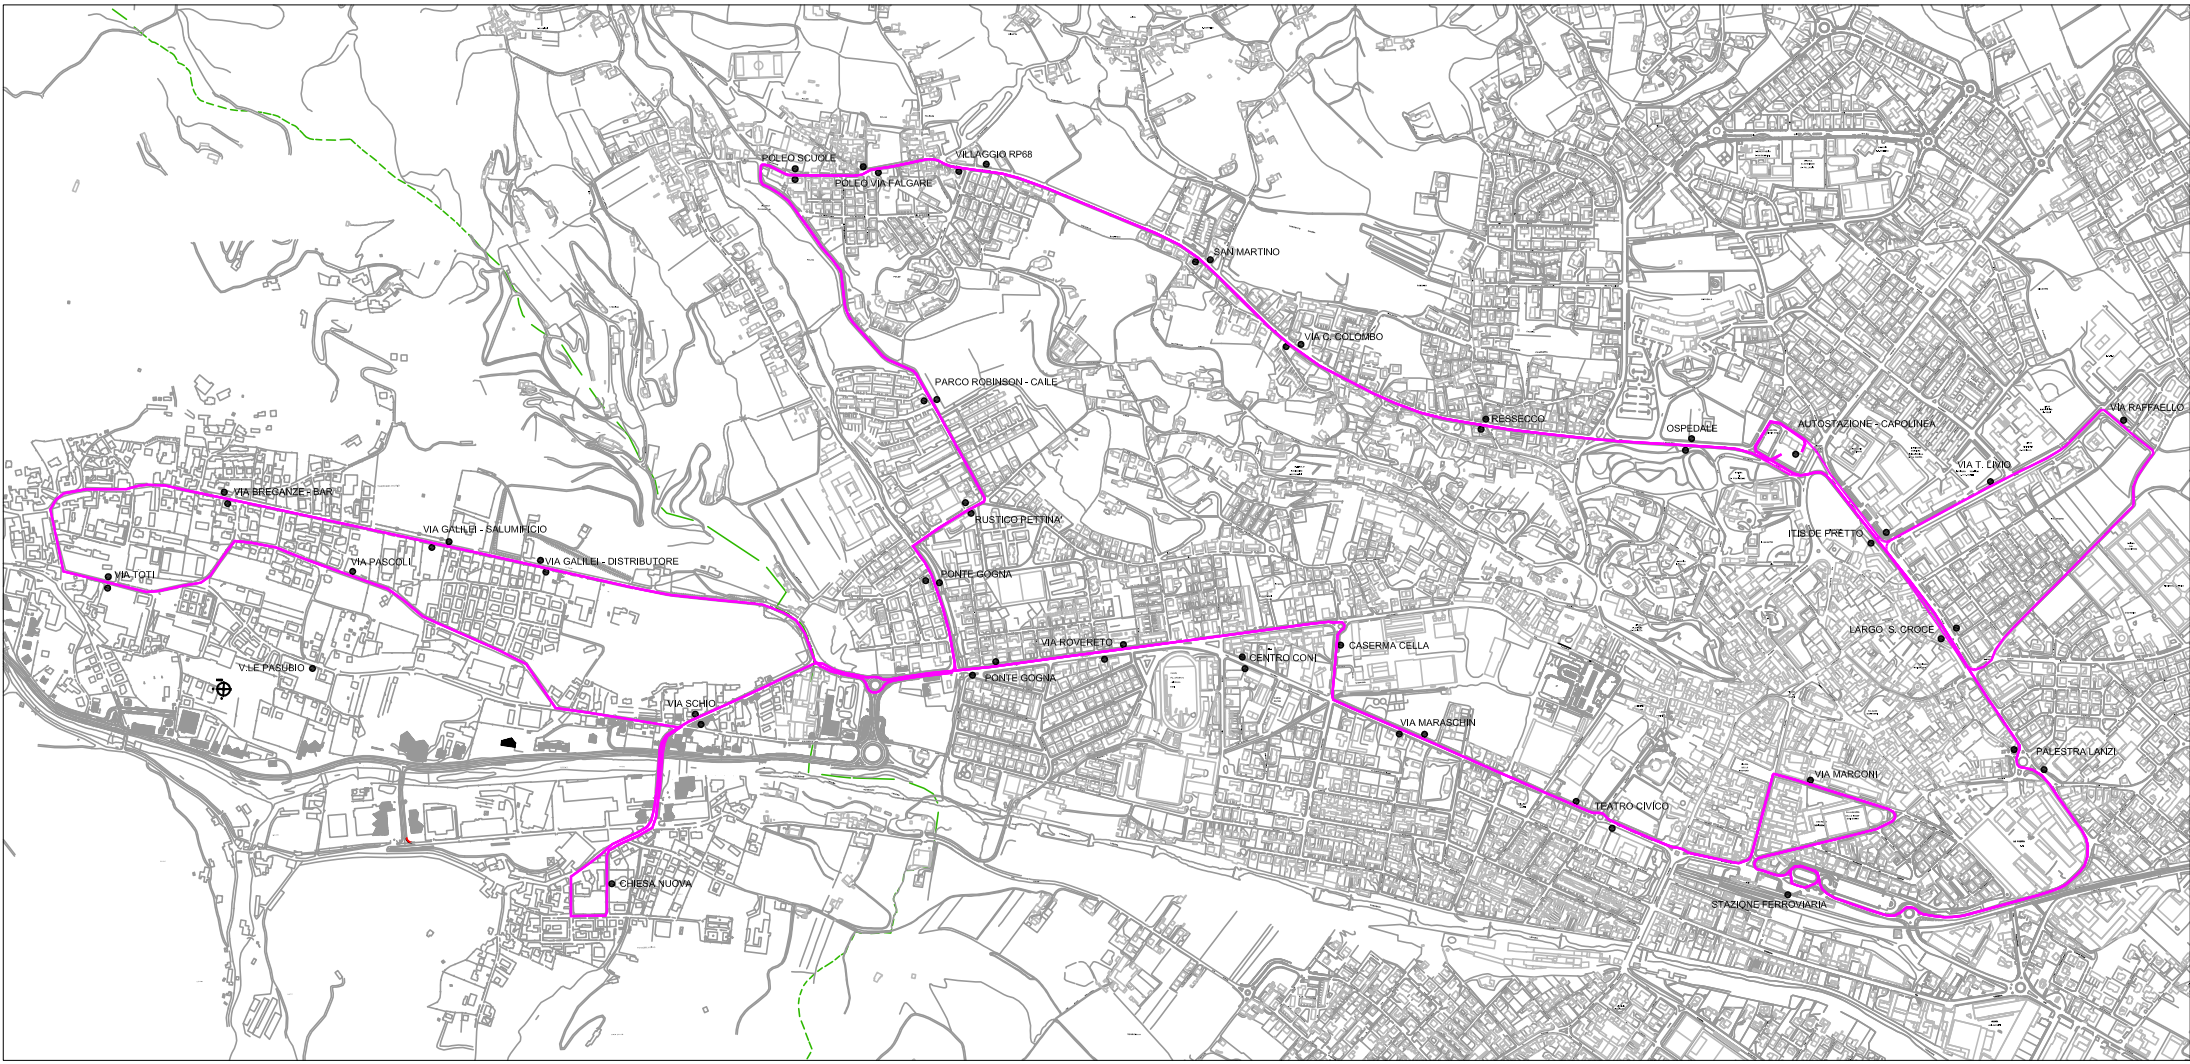 POLEO SCUOLE
VILLAGGIO RP68
POLEO VIA FALGARE
SAN MARTINO
VIA C. COLOMBO
PARCO ROBINSON - CAILE
RESSECCO
OSPEDALE
AUTOSTAZIONE - CAPOLINEA
VIA RAFFAELLO
VIA T. LIVIO
VIA BREGANZE - BAR
VIA GALILEI - SALUMIFICIO
RUSTICO PETTINA'
ITIS DE PRETTO
VIA PASCOLI
VIA GALILEI - DISTRIBUTORE
VIA TOTI
PONTE GOGNA
LARGO S. CROCE
VIA ROVERETO
CASERMA CELLA
CENTRO CONI
V.LE PASUBIO
PONTE GOGNA
VIA SCHIO
VIA MARASCHIN
PALESTRA LANZI
VIA MARCONI
TEATRO CIVICO
CHIESA NUOVA
STAZIONE FERROVIARIA